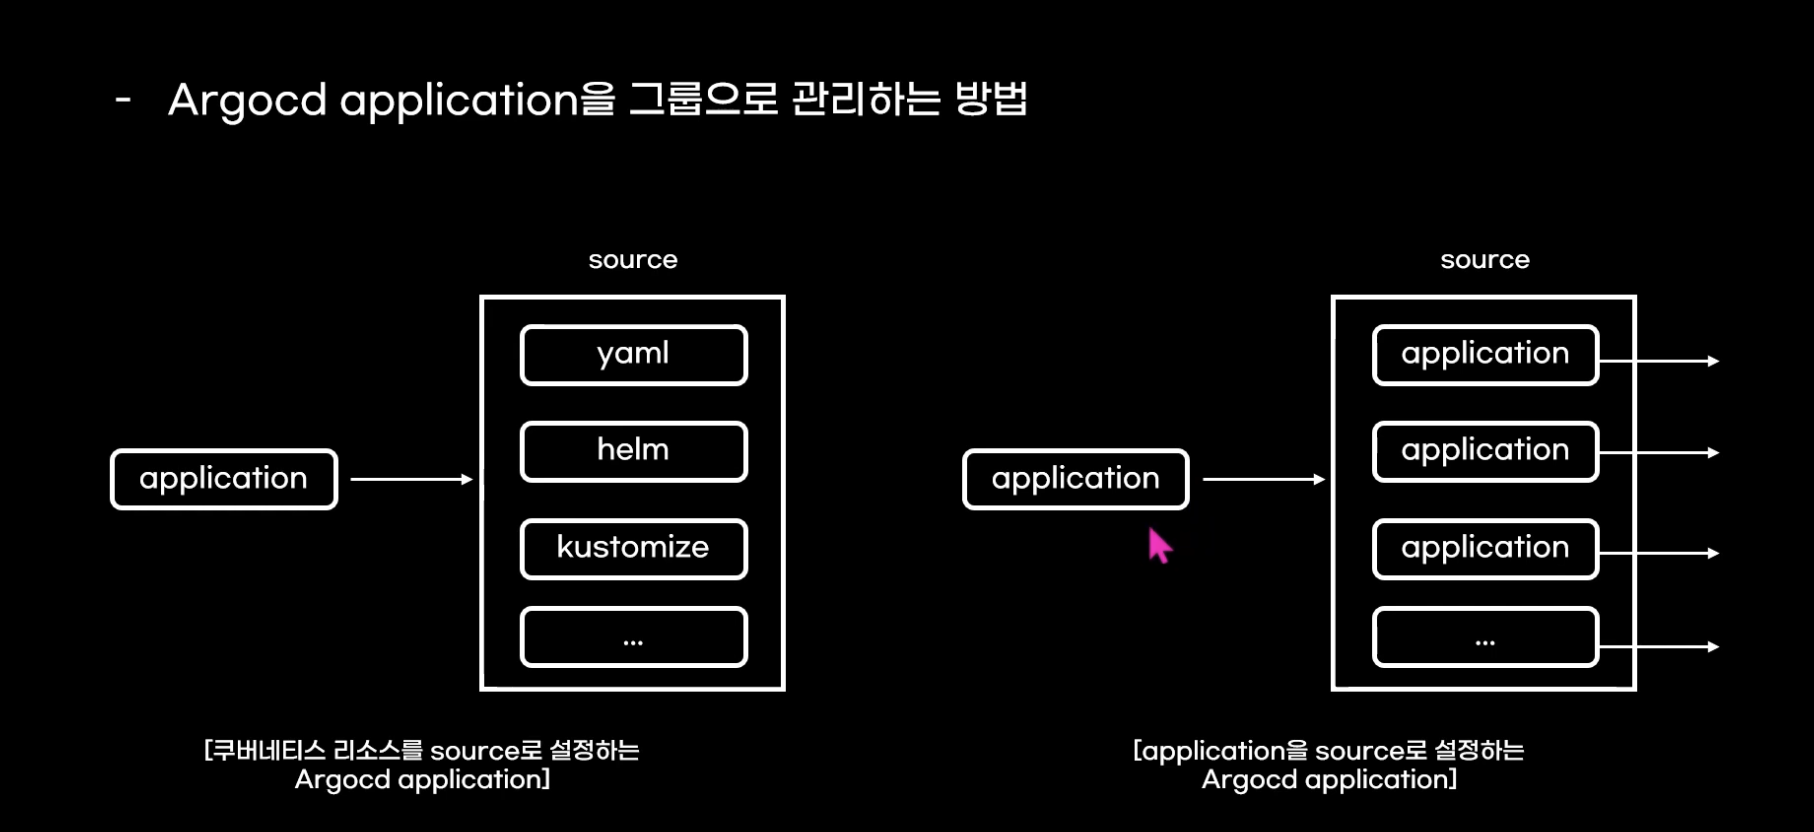 - Argocd application을 그룹으로 관리하는 방법
source
yaml
helm
application
kustomize
...
[쿠버네티스 리소스를 source로 설정하는
Argocd application]
source
application
application
application
application
...
[application을 source로 설정하는
Argocd application]